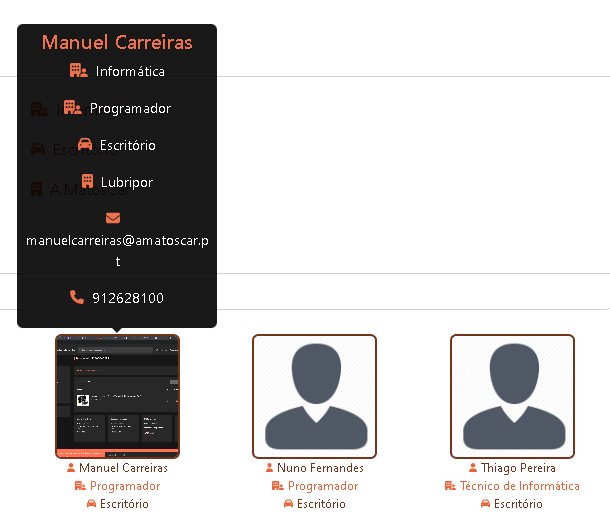 Manuel Carreiras
Informática
Programador
Escritório
Lubripor
manuelcarreiras@amatoscar.p
t
912628100
A Matoscar
Manuel Carreiras
Programador
Escritório
Nuno Fernandes
Programador
Escritório
Thiago Pereira
Técnico de Informática
Escritório